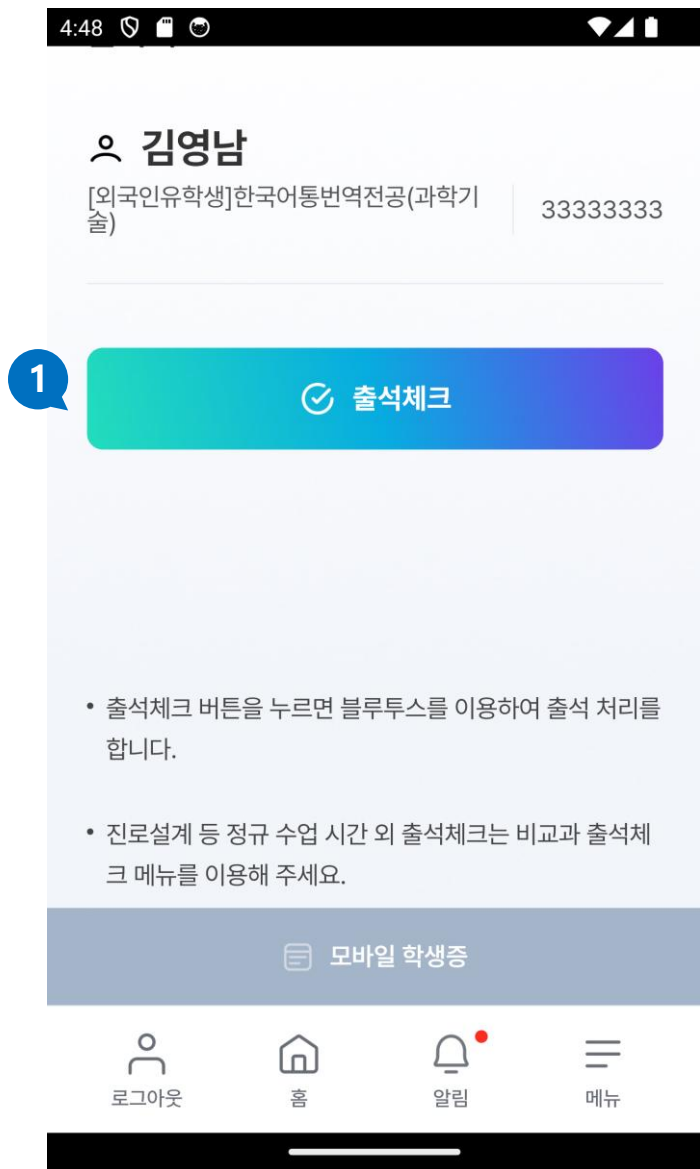 4:48
김영남
[외국인유학생]한국어통번역전공(과학기
술)
33333333
1
출석체크
• 출석체크 버튼을 누르면 블루투스를 이용하여 출석 처리를
합니다.
• 진로설계 등 정규 수업 시간 외 출석체크는 비교과 출석체
크 메뉴를 이용해 주세요.
모바일 학생증
로그아웃 홈 알림 메뉴